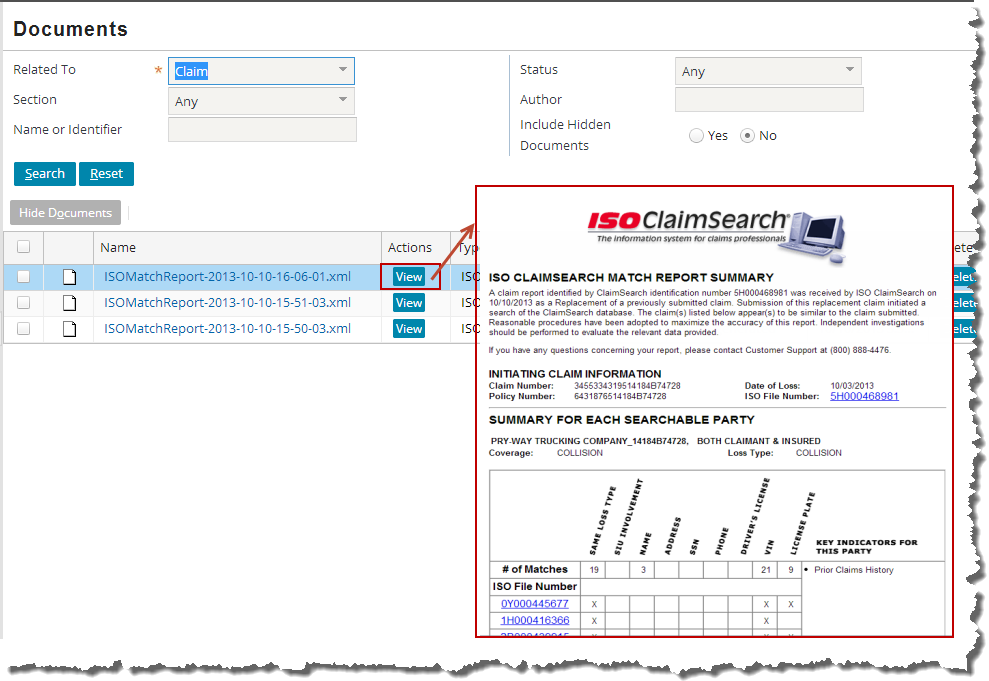 Documents
Related To * Claim
Section Any
Name or Identifier
Status Any
Author
Include Hidden
Documents
Yes No
Search Reset
Hide Documents
Name Actions
ISOMatchReport-2013-10-10-16-06-01.xml View ISO
ISOMatchReport-2013-10-10-15-51-03.xml View ISO
ISOMatchReport-2013-10-10-15-50-03.xml View ISO
ISO ClaimSearch®
The information system for claims professionals
ISO CLAIMSEARCH MATCH REPORT SUMMARY
A claim report identified by ClaimSearch identification number 5H000468981 was received by ISO ClaimSearch on
10/10/2013 as a Replacement of a previously submitted claim. Submission of this replacement claim initiated a
search of the ClaimSearch database. The claim(s) listed below appear(s) to be similar to the claim submitted.
Reasonable procedures have been adopted to maximize the accuracy of this report. Independent investigations
should be performed to evaluate the relevant data provided.
If you have any questions concerning your report, please contact Customer Support at (800) 888-4476.
INITIATING CLAIM INFORMATION
Claim Number: 3455334319514184B74728 Date of Loss: 10/03/2013
Policy Number: 6431876514184B74728 ISO File Number: 5H000468981
SUMMARY FOR EACH SEARCHABLE PARTY
PRY-WAY TRUCKING COMPANY_14184B74728, BOTH CLAIMANT & INSURED
Coverage: COLLISION Loss Type: COLLISION
SAME LOSS TYPE
SIU INVOLVEMENT
NAME
ADDRESS
SSN
PHONE
DRIVER'S LICENSE
VIN
LICENSE PLATE
KEY INDICATORS FOR
THIS PARTY
# of Matches 19 3 21 9 • Prior Claims History
ISO File Number
0Y000445677 X X X
1H000416366 X X